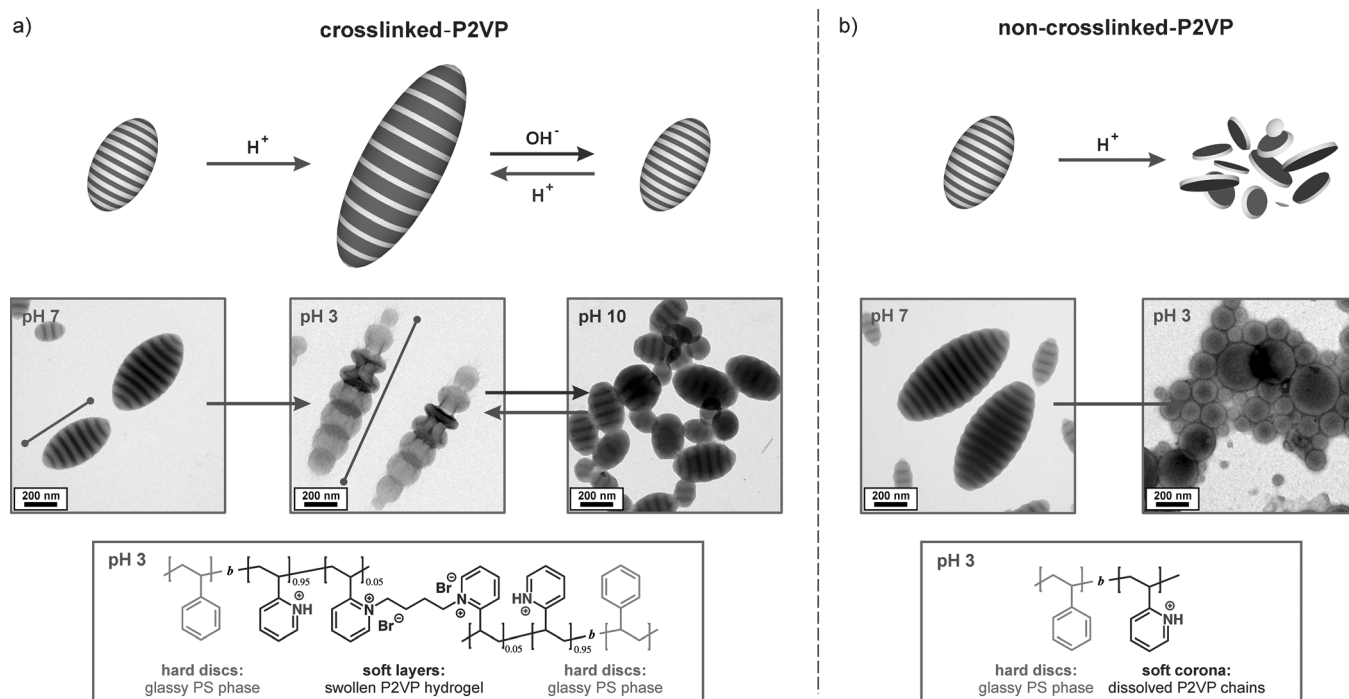 a)
crosslinked-P2VP
H+
OH-
H+
pH 7
200 nm
pH 3
200 nm
pH 10
200 nm
pH 3
b
0.95
0.05
NH
⊕
N
⊕
Br⊖
Br⊖
N
⊕
HN
⊕
0.05
0.95
b
hard discs:
glassy PS phase
soft layers:
swollen P2VP hydrogel
hard discs:
glassy PS phase
b)
non-crosslinked-P2VP
H+
pH 7
200 nm
pH 3
200 nm
pH 3
b
NH
⊕
hard discs:
glassy PS phase
soft corona:
dissolved P2VP chains